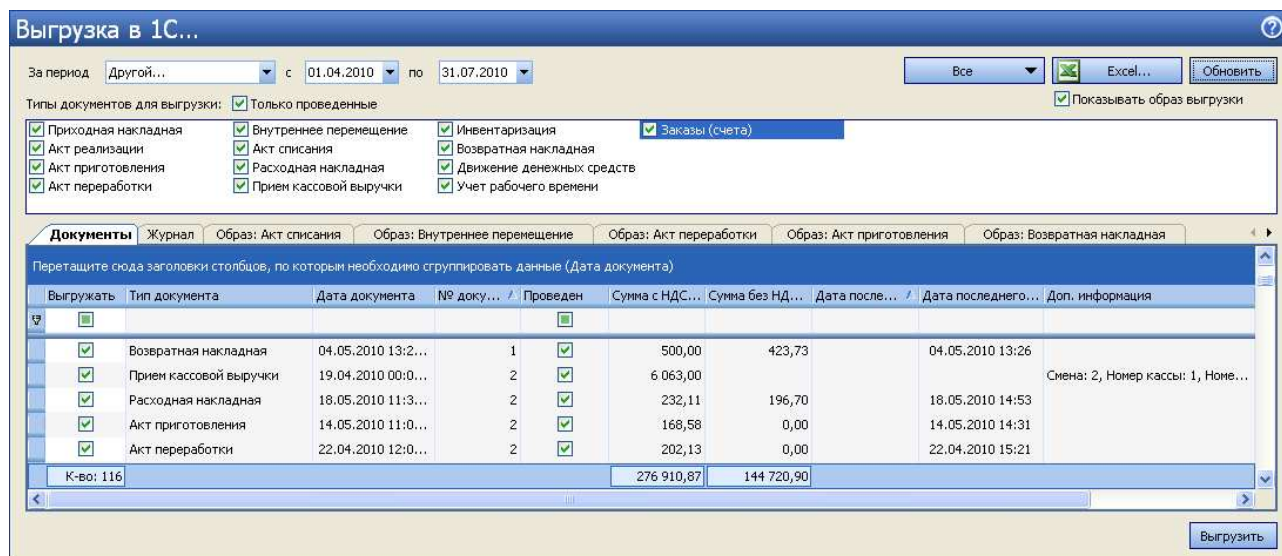 Выгрузка в 1С...
За период Другой... с 01.04.2010 по 31.07.2010 Все Excel... Обновить
Типы документов для выгрузки: Только проведенные Показывать образ выгрузки
Приходная накладная Внутреннее перемещение Инвентаризация Заказы (счета)
Акт реализации Акт списания Возвратная накладная
Акт приготовления Расходная накладная Движение денежных средств
Акт переработки Прием кассовой выручки Учет рабочего времени
Документы Журнал Образ: Акт списания Образ: Внутреннее перемещение Образ: Акт переработки Образ: Акт приготовления Образ: Возвратная накладная
Перетащите сюда заголовки столбцов, по которым необходимо сгруппировать данные (Дата документа)
Выгружать Тип документа Дата документа № доку... Проведен Сумма с НДС... Сумма без НД... Дата после... Дата последнего... Доп. информация
Возвратная накладная 04.05.2010 13:2... 1 500,00 423,73 04.05.2010 13:26
Прием кассовой выручки 19.04.2010 00:0... 2 6 063,00 Смена: 2, Номер кассы: 1, Номе...
Расходная накладная 18.05.2010 11:3... 2 232,11 196,70 18.05.2010 14:53
Акт приготовления 14.05.2010 11:0... 2 168,58 0,00 14.05.2010 14:31
Акт переработки 22.04.2010 12:0... 2 202,13 0,00 22.04.2010 15:21
К-во: 116 276 910,87 144 720,90
Выгрузить